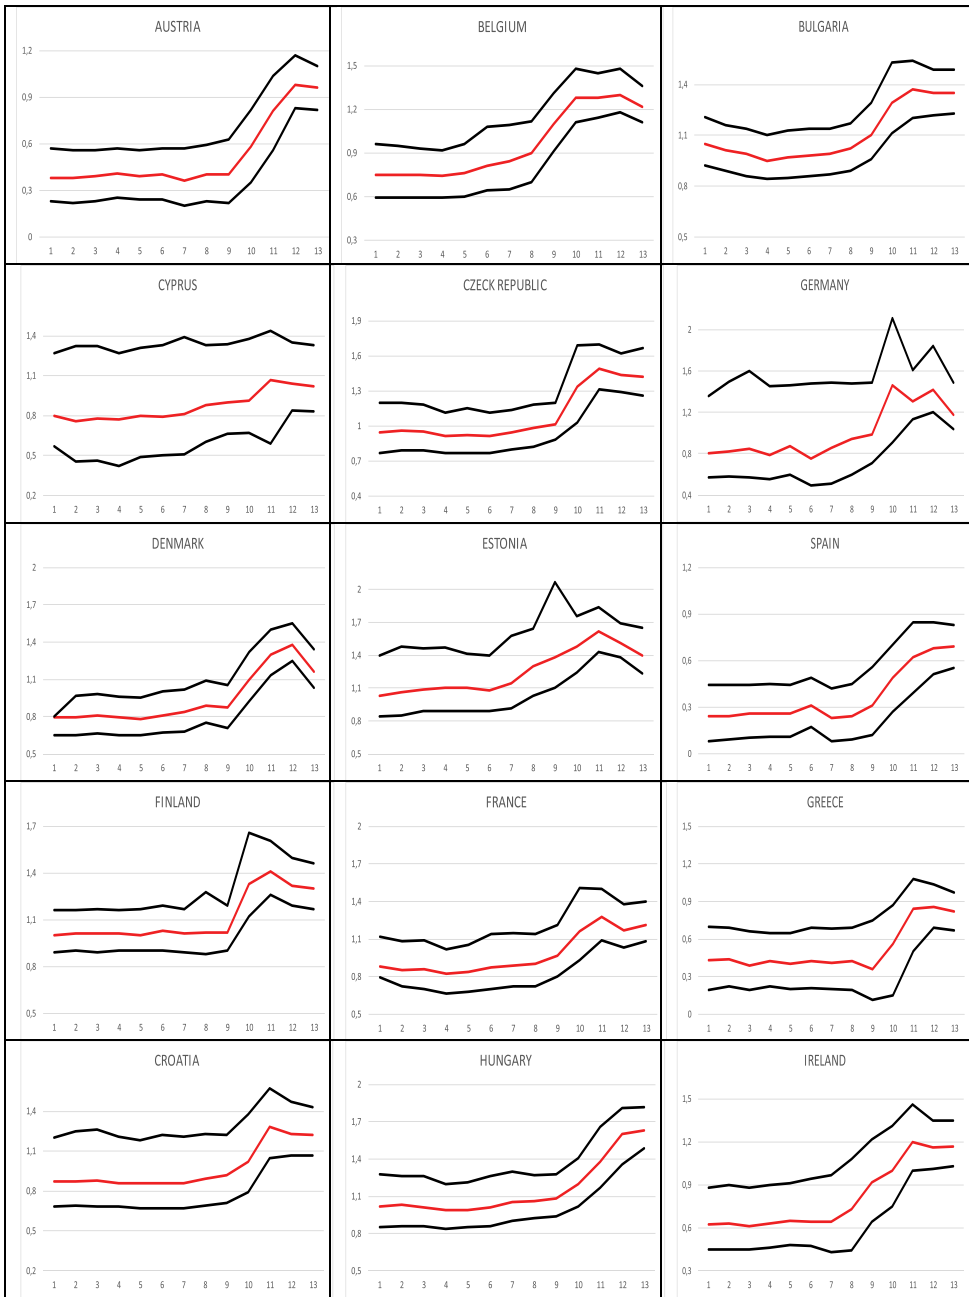 AUSTRIA
1,2
0,9
0,6
0,3
0
1 2 3 4 5 6 7 8 9 10 11 12 13
BELGIUM
1,5
1,2
0,9
0,6
0,3
1 2 3 4 5 6 7 8 9 10 11 12 13
BULGARIA
1,4
1,1
0,8
0,5
1 2 3 4 5 6 7 8 9 10 11 12 13
CYPRUS
1,4
1,1
0,8
0,5
0,2
1 2 3 4 5 6 7 8 9 10 11 12 13
CZECK REPUBLIC
1,9
1,6
1,3
1
0,7
0,4
1 2 3 4 5 6 7 8 9 10 11 12 13
GERMANY
2
1,6
1,2
0,8
0,4
1 2 3 4 5 6 7 8 9 10 11 12 13
DENMARK
2
1,7
1,4
1,1
0,8
0,5
1 2 3 4 5 6 7 8 9 10 11 12 13
ESTONIA
2
1,7
1,4
1,1
0,8
0,5
1 2 3 4 5 6 7 8 9 10 11 12 13
SPAIN
1,2
0,9
0,6
0,3
0
1 2 3 4 5 6 7 8 9 10 11 12 13
FINLAND
1,7
1,4
1,1
0,8
0,5
1 2 3 4 5 6 7 8 9 10 11 12 13
FRANCE
2
1,7
1,4
1,1
0,8
0,5
1 2 3 4 5 6 7 8 9 10 11 12 13
GREECE
1,5
1,2
0,9
0,6
0,3
0
1 2 3 4 5 6 7 8 9 10 11 12 13
CROATIA
1,4
1,1
0,8
0,5
0,2
1 2 3 4 5 6 7 8 9 10 11 12 13
HUNGARY
2
1,7
1,4
1,1
0,8
0,5
1 2 3 4 5 6 7 8 9 10 11 12 13
IRELAND
1,5
1,2
0,9
0,6
0,3
1 2 3 4 5 6 7 8 9 10 11 12 13